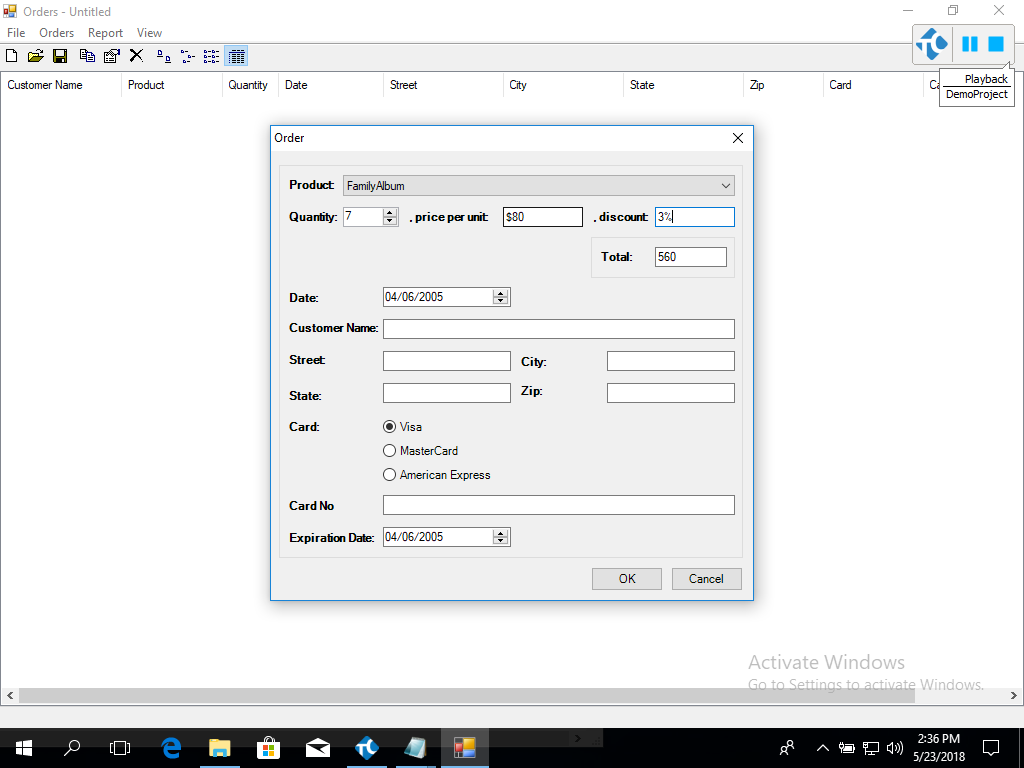 Orders - Untitled
File Orders Report View
Playback
DemoProject
Customer Name Product Quantity Date Street City State Zip Card
Order
Product: FamilyAlbum
Quantity: 7 , price per unit: $80 , discount: 3%
Total: 560
Date: 04/06/2005
Customer Name:
Street: City:
State: Zip:
Card: Visa
MasterCard
American Express
Card No
Expiration Date: 04/06/2005
OK Cancel
Activate Windows
Go to Settings to activate Windows.
2:36 PM
5/23/2018